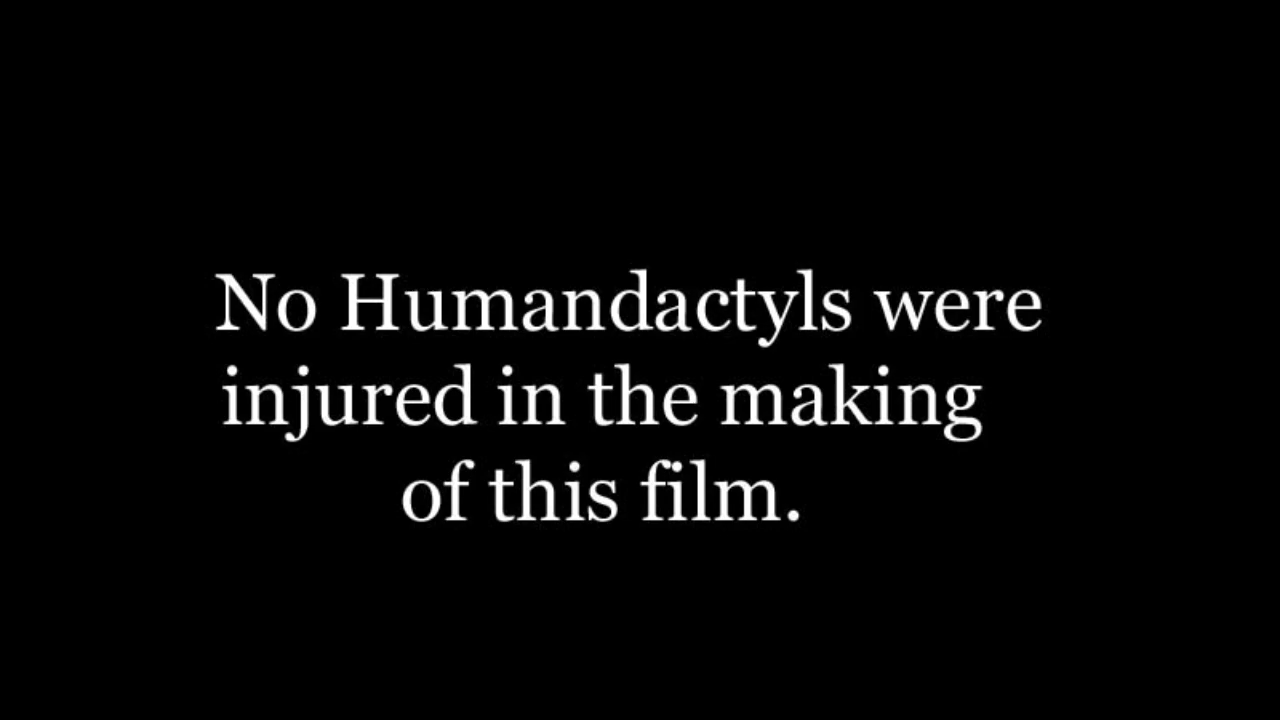 No Humandactyls were
injured in the making
of this film.